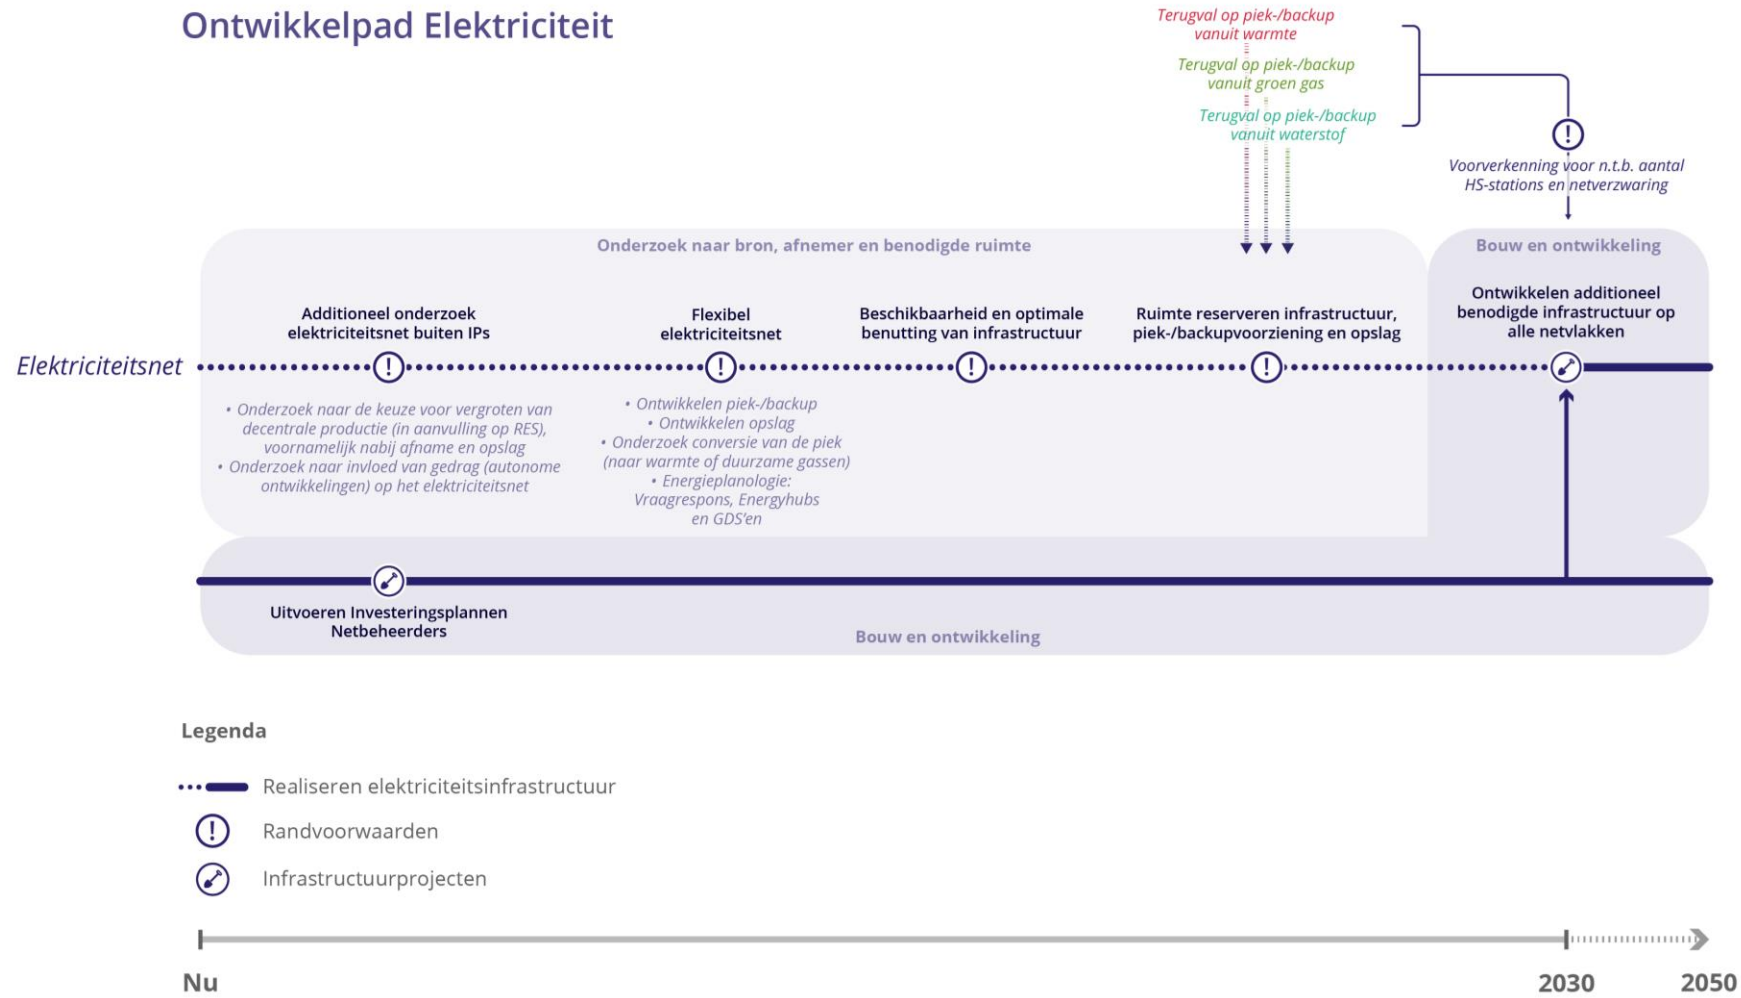 Ontwikkelpad Elektriciteit
Terugval op piek-/backup
vanuit warmte
Terugval op piek-/backup
vanuit groen gas
Terugval op piek-/backup
vanuit waterstof
!
Voorverkenning voor n.t.b. aantal
HS-stations en netverzwaring
Onderzoek naar bron, afnemer en benodigde ruimte
Bouw en ontwikkeling
Additioneel onderzoek
elektriciteitsnet buiten IPs
Flexibel
elektriciteitsnet
Beschikbaarheid en optimale
benutting van infrastructuur
Ruimte reserveren infrastructuur,
piek-/backupvoorziening en opslag
Ontwikkelen additioneel
benodigde infrastructuur op
alle netvlakken
Elektriciteitsnet
! ! ! !
• Onderzoek naar de keuze voor vergroten van
decentrale productie (in aanvulling op RES),
voornamelijk nabij afname en opslag
• Onderzoek naar invloed van gedrag (autonome
ontwikkelingen) op het elektriciteitsnet
• Ontwikkelen piek-/backup
• Ontwikkelen opslag
• Onderzoek conversie van de piek
(naar warmte of duurzame gassen)
• Energieplanologie:
Vraagrespons, Energyhubs
en GDS'en
Uitvoeren Investeringsplannen
Netbeheerders
Bouw en ontwikkeling
Legenda
Realiseren elektriciteitsinfrastructuur
! Randvoorwaarden
Infrastructuurprojecten
Nu
2030
2050